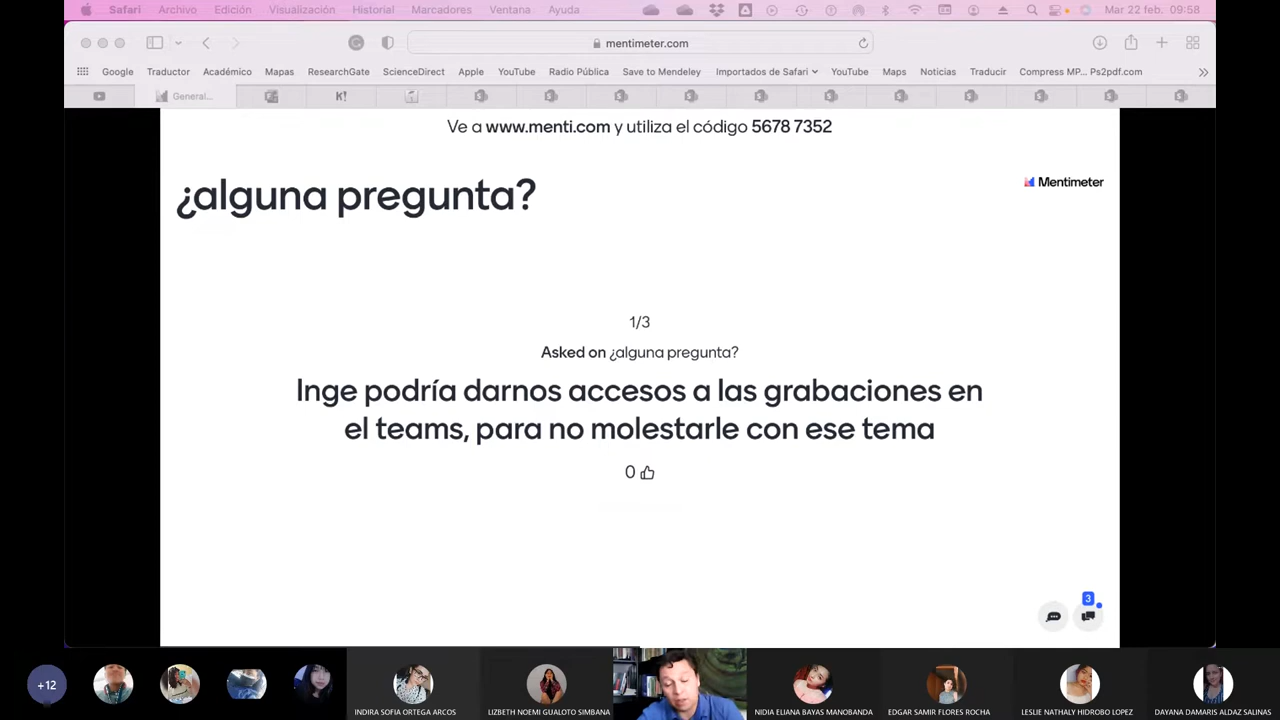 Safari Archivo Edición Visualización Historial Marcadores Ventana Ayuda Mar 22 feb. 09:58
mentimeter.com
Google Traductor Académico Mapas ResearchGate ScienceDirect Apple YouTube Radio Pública Save to Mendeley Importados de Safari YouTube Maps Noticias Traducir Compress MP... Ps2pdf.com
General... K!
Ve a www.menti.com y utiliza el código 5678 7352
¿alguna pregunta?
Mentimeter
1/3
Asked on ¿alguna pregunta?
Inge podría darnos accesos a las grabaciones en
el teams, para no molestarle con ese tema
0
3
+12
INDIRA SOFIA ORTEGA ARCOS
LIZBETH NOEMI GUALOTO SIMBANA
NIDIA ELIANA BAYAS MANOBANDA
EDGAR SAMIR FLORES ROCHA
LESLIE NATHALY HIDROBO LOPEZ
DAYANA DAMARIS ALDAZ SALINAS